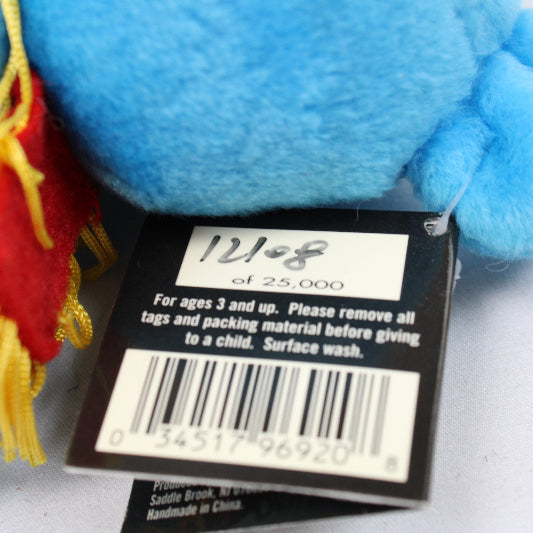 12108
of 25,000
For ages 3 and up. Please remove all
tags and packing material before giving
to a child. Surface wash.
0 34517 96920 8
Saddle Brook, NJ
Handmade in China.